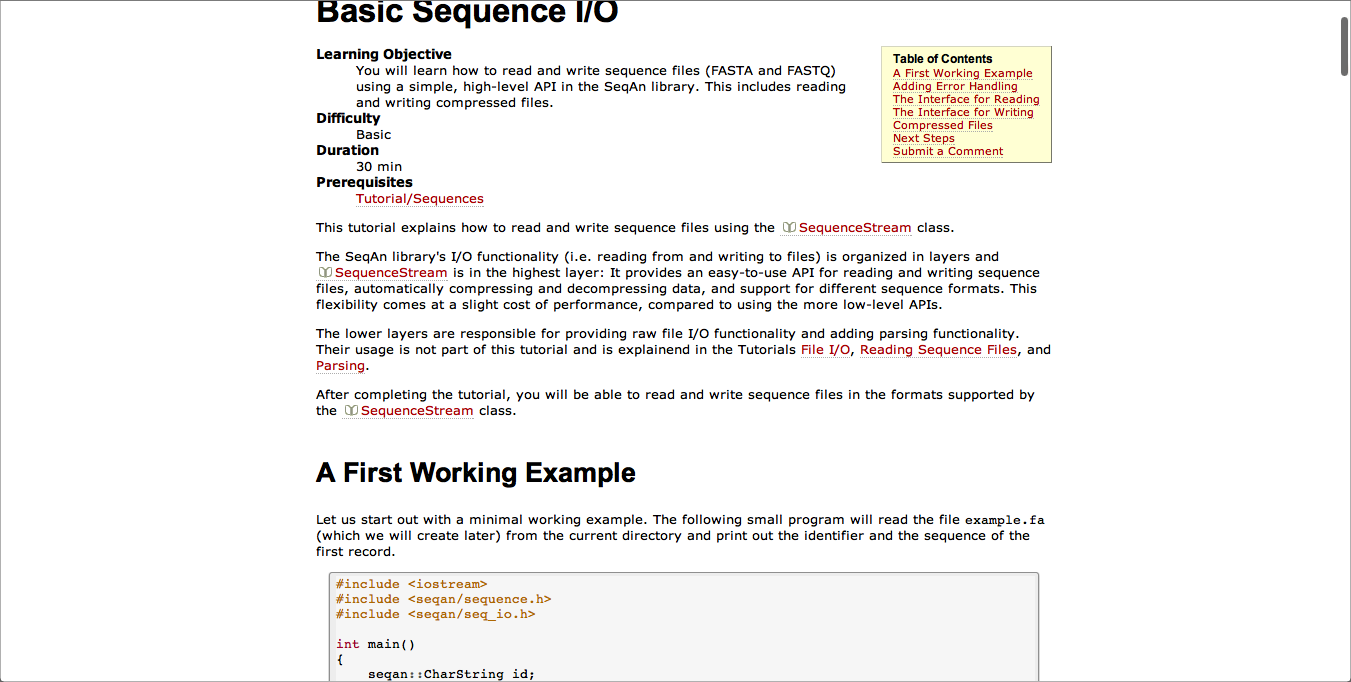 Basic Sequence I/O
Learning Objective
You will learn how to read and write sequence files (FASTA and FASTQ)
using a simple, high-level API in the SeqAn library. This includes reading
and writing compressed files.
Difficulty
Basic
Duration
30 min
Prerequisites
Tutorial/Sequences
Table of Contents
A First Working Example
Adding Error Handling
The Interface for Reading
The Interface for Writing
Compressed Files
Next Steps
Submit a Comment
This tutorial explains how to read and write sequence files using the SequenceStream class.
The SeqAn library's I/O functionality (i.e. reading from and writing to files) is organized in layers and
SequenceStream is in the highest layer: It provides an easy-to-use API for reading and writing sequence
files, automatically compressing and decompressing data, and support for different sequence formats. This
flexibility comes at a slight cost of performance, compared to using the more low-level APIs.
The lower layers are responsible for providing raw file I/O functionality and adding parsing functionality.
Their usage is not part of this tutorial and is explainend in the Tutorials File I/O, Reading Sequence Files, and
Parsing.
After completing the tutorial, you will be able to read and write sequence files in the formats supported by
the SequenceStream class.
A First Working Example
Let us start out with a minimal working example. The following small program will read the file example.fa
(which we will create later) from the current directory and print out the identifier and the sequence of the
first record.
#include <iostream>
#include <seqan/sequence.h>
#include <seqan/seq_io.h>
int main()
{
seqan::CharString id;